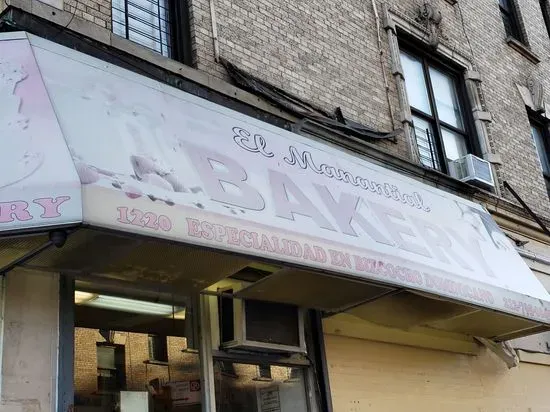 El Manantial
BAKERY
1220 ESPECIALIDAD EN BIZCOCHO DOMINICANO
RY